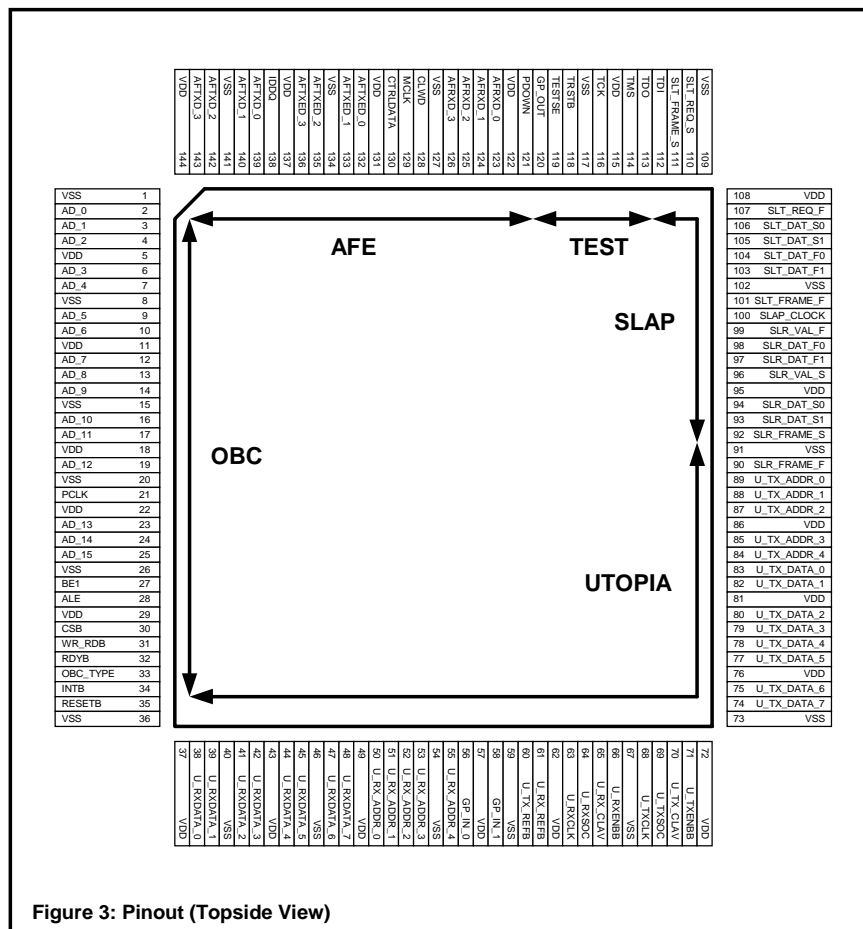 VDD 144
AFTXD_3 143
AFTXD_2 142
VSS 141
AFTXD_1 140
AFTXD_0 139
IDDQ 138
VDD 137
AFTXED_3 136
AFTXED_2 135
VSS 134
AFTXED_1 133
AFTXED_0 132
VDD 131
CTRLDATA 130
MCLK 129
CLWD 128
VSS 127
AFRXD_3 126
AFRXD_2 125
AFRXD_1 124
AFRXD_0 123
VDD 122
PDOWN 121
GP_OUT 120
TESTSE 119
TRSTB 118
VSS 117
TCK 116
VDD 115
TMS 114
TDO 113
TDI 112
SLT_FRAME_S 111
SLT_REQ_S 110
VSS 109
VSS 1
AD_0 2
AD_1 3
AD_2 4
VDD 5
AD_3 6
AD_4 7
VSS 8
AD_5 9
AD_6 10
VDD 11
AD_7 12
AD_8 13
AD_9 14
VSS 15
AD_10 16
AD_11 17
VDD 18
AD_12 19
VSS 20
PCLK 21
VDD 22
AD_13 23
AD_14 24
AD_15 25
VSS 26
BE1 27
ALE 28
VDD 29
CSB 30
WR_RDB 31
RDYB 32
OBC_TYPE 33
INTB 34
RESETB 35
VSS 36
AFE
TEST
SLAP
OBC
UTOPIA
108 VDD
107 SLT_REQ_F
106 SLT_DAT_S0
105 SLT_DAT_S1
104 SLT_DAT_F0
103 SLT_DAT_F1
102 VSS
101 SLT_FRAME_F
100 SLAP_CLOCK
99 SLR_VAL_F
98 SLR_DAT_F0
97 SLR_DAT_F1
96 SLR_VAL_S
95 VDD
94 SLR_DAT_S0
93 SLR_DAT_S1
92 SLR_FRAME_S
91 VSS
90 SLR_FRAME_F
89 U_TX_ADDR_0
88 U_TX_ADDR_1
87 U_TX_ADDR_2
86 VDD
85 U_TX_ADDR_3
84 U_TX_ADDR_4
83 U_TX_DATA_0
82 U_TX_DATA_1
81 VDD
80 U_TX_DATA_2
79 U_TX_DATA_3
78 U_TX_DATA_4
77 U_TX_DATA_5
76 VDD
75 U_TX_DATA_6
74 U_TX_DATA_7
73 VSS
37 VDD
38 U_RXDATA_0
39 U_RXDATA_1
40 VSS
41 U_RXDATA_2
42 U_RXDATA_3
43 VDD
44 U_RXDATA_4
45 U_RXDATA_5
46 VSS
47 U_RXDATA_6
48 U_RXDATA_7
49 VDD
50 U_RX_ADDR_0
51 U_RX_ADDR_1
52 U_RX_ADDR_2
53 U_RX_ADDR_3
54 VSS
55 U_RX_ADDR_4
56 GP_IN_0
57 VDD
58 GP_IN_1
59 VSS
60 U_TX_REFB
61 U_RX_REFB
62 VDD
63 U_RXCLK
64 U_RXSOC
65 U_RX_CLAV
66 U_RXENBB
67 VSS
68 U_TXCLK
69 U_TXSOC
70 U_TX_CLAV
71 U_TXENBB
72 VDD
Figure 3: Pinout (Topside View)